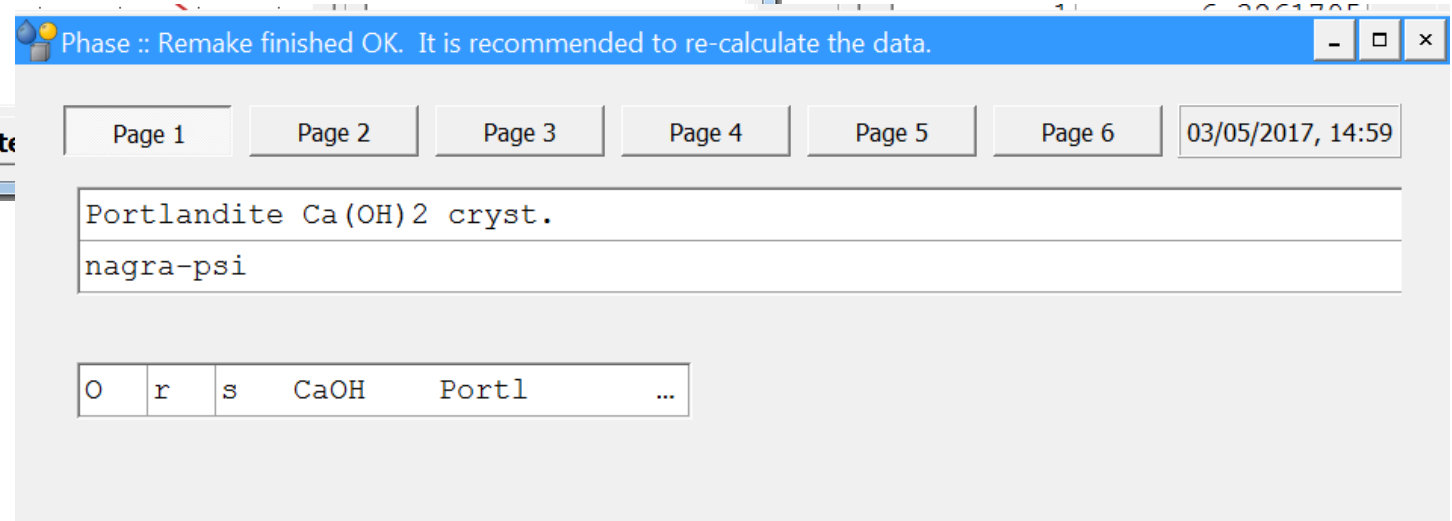 Phase :: Remake finished OK.  It is recommended to re-calculate the data.
Page 1 Page 2 Page 3 Page 4 Page 5 Page 6 03/05/2017, 14:59
Portlandite Ca(OH)2 cryst.
nagra-psi
O r s CaOH Portl ...